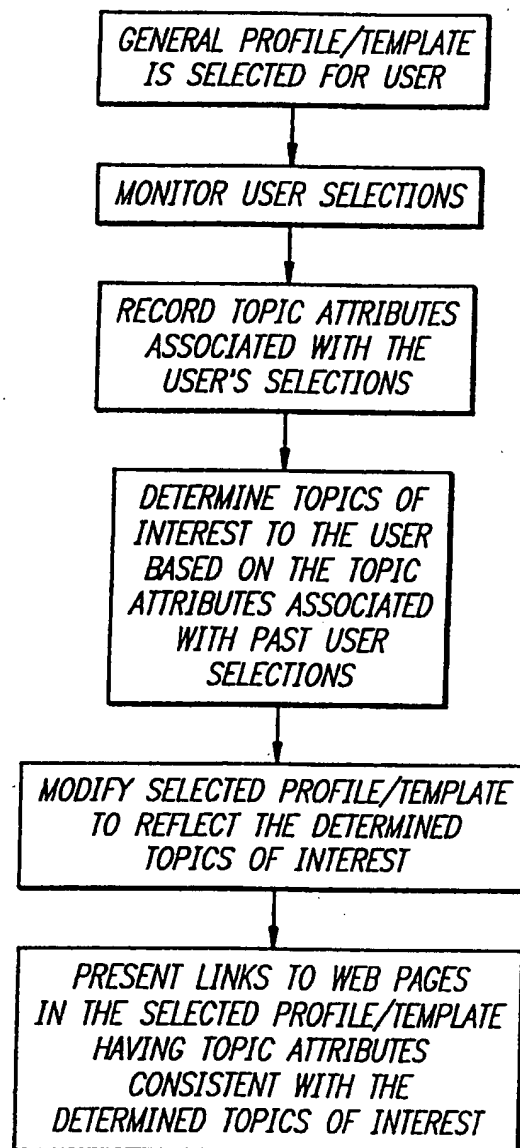 GENERAL PROFILE/TEMPLATE
IS SELECTED FOR USER
MONITOR USER SELECTIONS
RECORD TOPIC ATTRIBUTES
ASSOCIATED WITH THE
USER'S SELECTIONS
DETERMINE TOPICS OF
INTEREST TO THE USER
BASED ON THE TOPIC
ATTRIBUTES ASSOCIATED
WITH PAST USER
SELECTIONS
MODIFY SELECTED PROFILE/TEMPLATE
TO REFLECT THE DETERMINED
TOPICS OF INTEREST
PRESENT LINKS TO WEB PAGES
IN THE SELECTED PROFILE/TEMPLATE
HAVING TOPIC ATTRIBUTES
CONSISTENT WITH THE
DETERMINED TOPICS OF INTEREST